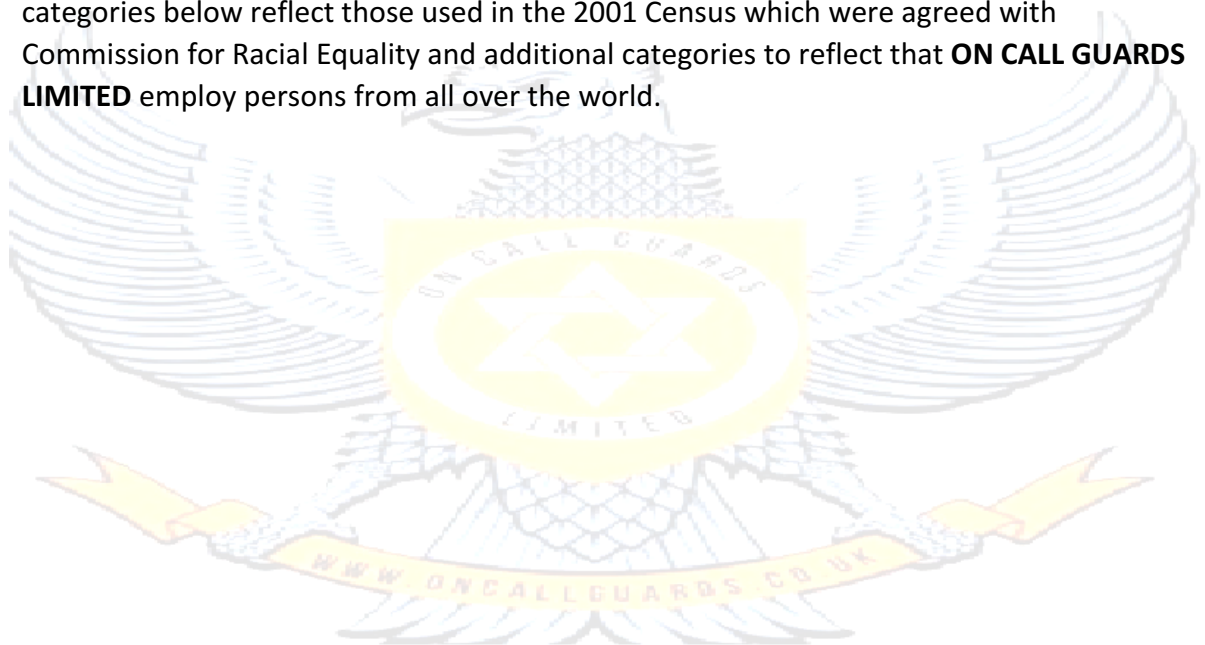 categories below reflect those used in the 2001 Census which were agreed with
Commission for Racial Equality and additional categories to reflect that ON CALL GUARDS
LIMITED employ persons from all over the world.
ON CALL GUARDS
LIMITED
WWW.ONCALLGUARDS.CO.UK